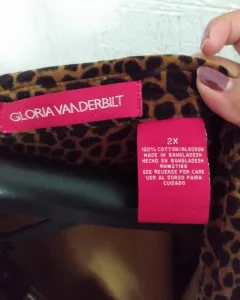 GLORIA VANDERBILT
2X
100% COTTON/ALGODON
MADE IN BANGLADESH
HECHO EN BANGLADESH
SEE REVERSE FOR CARE
VER AL DORSO PARA
CUIDADO